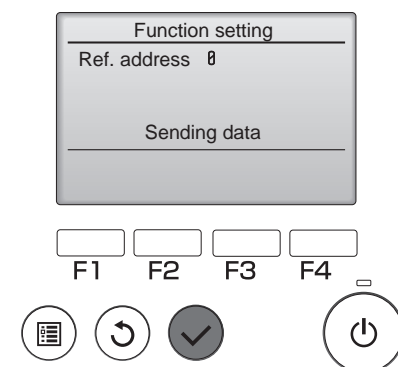 Function setting
Ref. address 0
Sending data
F1 F2 F3 F4